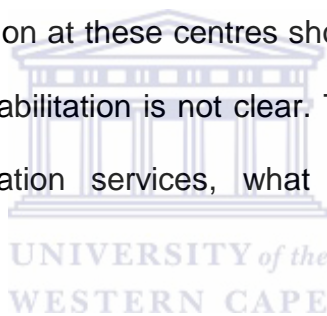 on at these centres sho
abilitation is not clear. T
ation services, what
UNIVERSITY of the
WESTERN CAPE